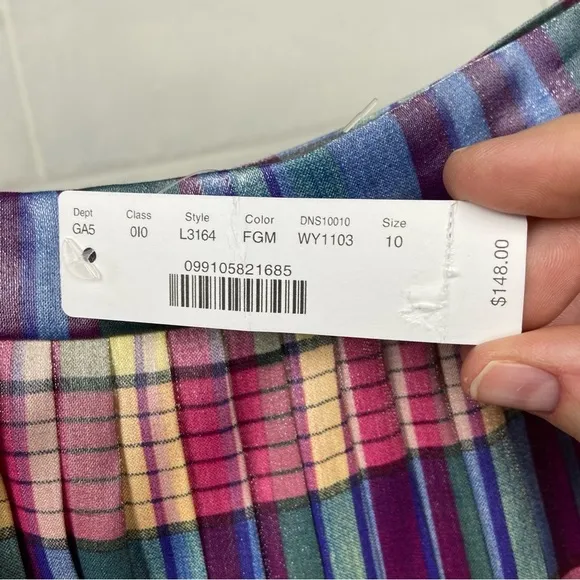 Dept Class Style Color DNS10010 Size
GA5 0I0 L3164 FGM WY1103 10
099105821685
$148.00